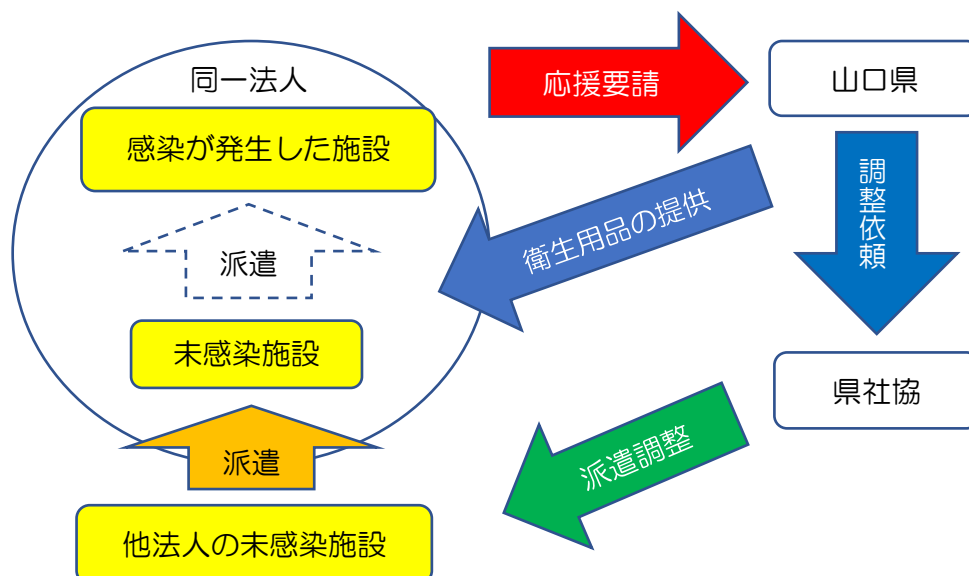 同一法人
応援要請
山口県
感染が発生した施設
調整依頼
衛生用品の提供
派遣
未感染施設
県社協
派遣調整
派遣
他法人の未感染施設